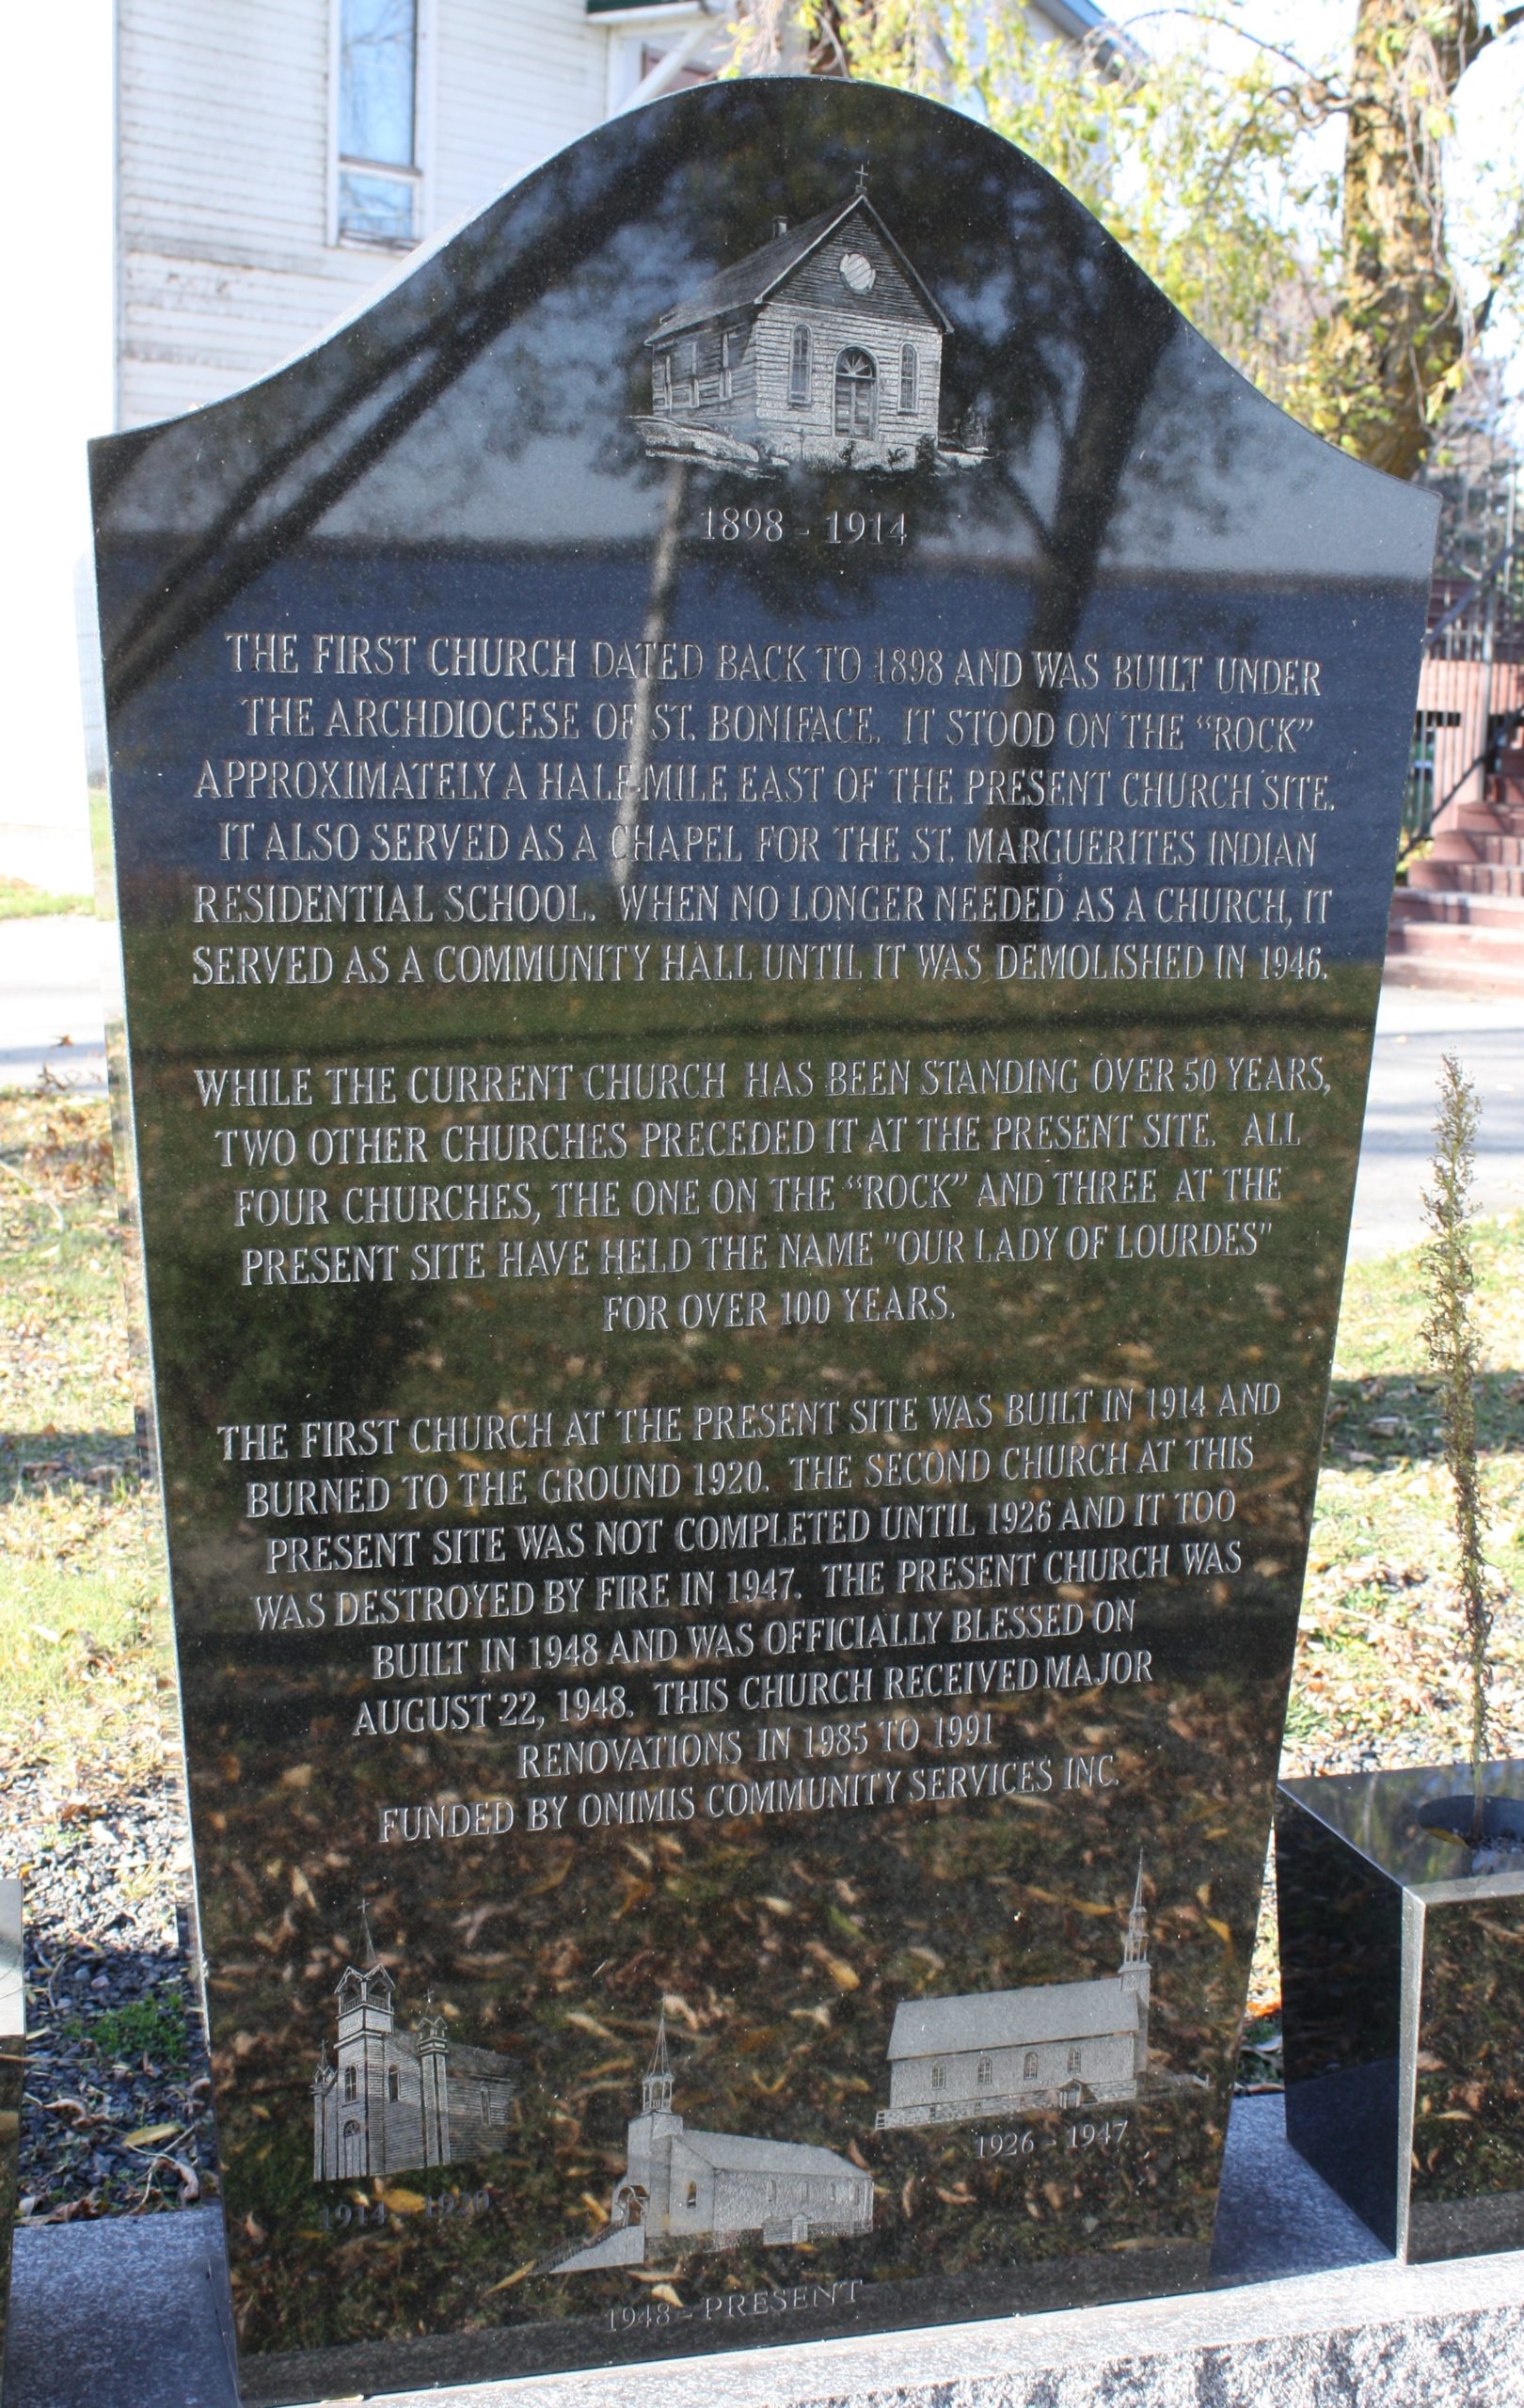 1898 - 1914
THE FIRST CHURCH DATED BACK TO 1898 AND WAS BUILT UNDER
THE ARCHDIOCESE OF ST. BONIFACE. IT STOOD ON THE “ROCK”
APPROXIMATELY A HALF MILE EAST OF THE PRESENT CHURCH SITE.
IT ALSO SERVED AS A CHAPEL FOR THE ST. MARGUERITES INDIAN
RESIDENTIAL SCHOOL. WHEN NO LONGER NEEDED AS A CHURCH, IT
SERVED AS A COMMUNITY HALL UNTIL IT WAS DEMOLISHED IN 1946.
WHILE THE CURRENT CHURCH HAS BEEN STANDING OVER 50 YEARS,
TWO OTHER CHURCHES PRECEDED IT AT THE PRESENT SITE. ALL
FOUR CHURCHES, THE ONE ON THE “ROCK” AND THREE AT THE
PRESENT SITE HAVE HELD THE NAME "OUR LADY OF LOURDES"
FOR OVER 100 YEARS.
THE FIRST CHURCH AT THE PRESENT SITE WAS BUILT IN 1914 AND
BURNED TO THE GROUND 1920. THE SECOND CHURCH AT THIS
PRESENT SITE WAS NOT COMPLETED UNTIL 1926 AND IT TOO
WAS DESTROYED BY FIRE IN 1947. THE PRESENT CHURCH WAS
BUILT IN 1948 AND WAS OFFICIALLY BLESSED ON
AUGUST 22, 1948. THIS CHURCH RECEIVED MAJOR
RENOVATIONS IN 1985 TO 1991
FUNDED BY ONIMIS COMMUNITY SERVICES INC.
1914 - 1920
1926 - 1947
1948 - PRESENT